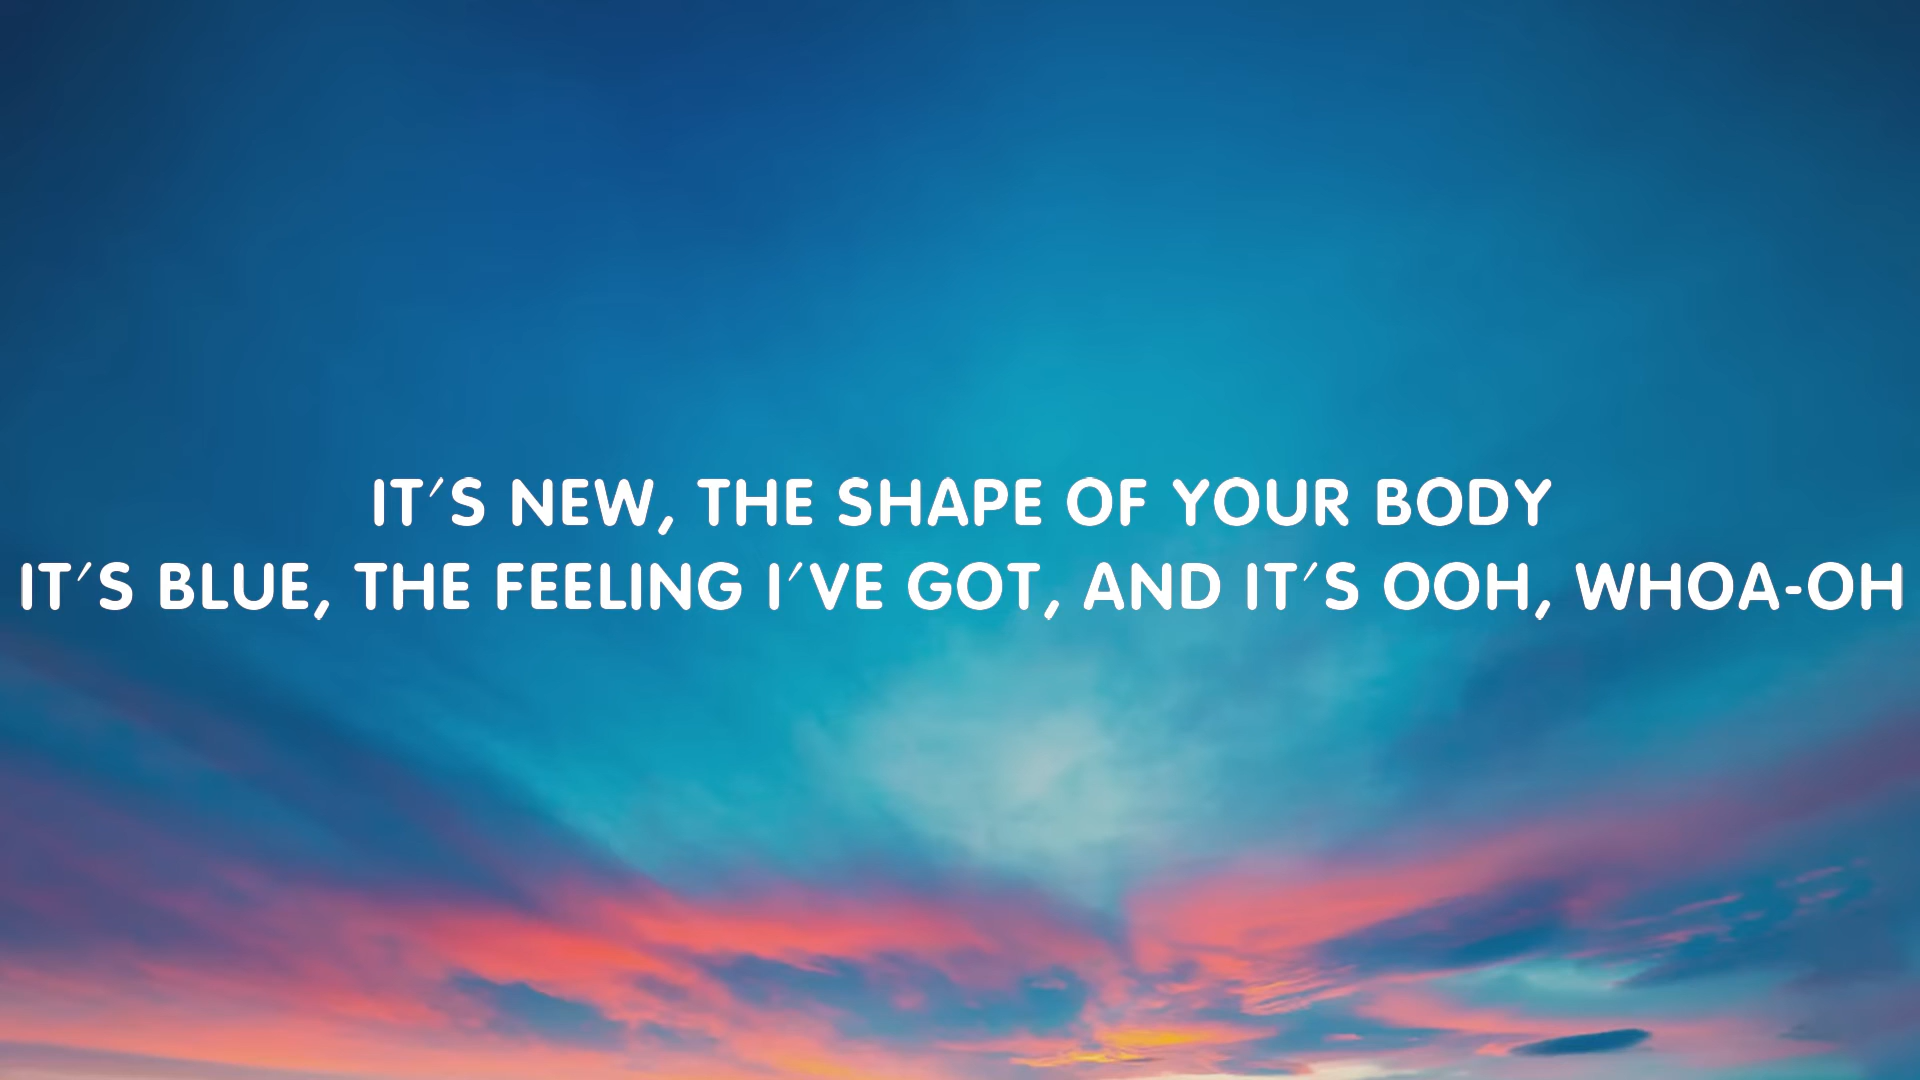 IT'S NEW, THE SHAPE OF YOUR BODY
IT'S BLUE, THE FEELING I'VE GOT, AND IT'S OOH, WHOA-OH